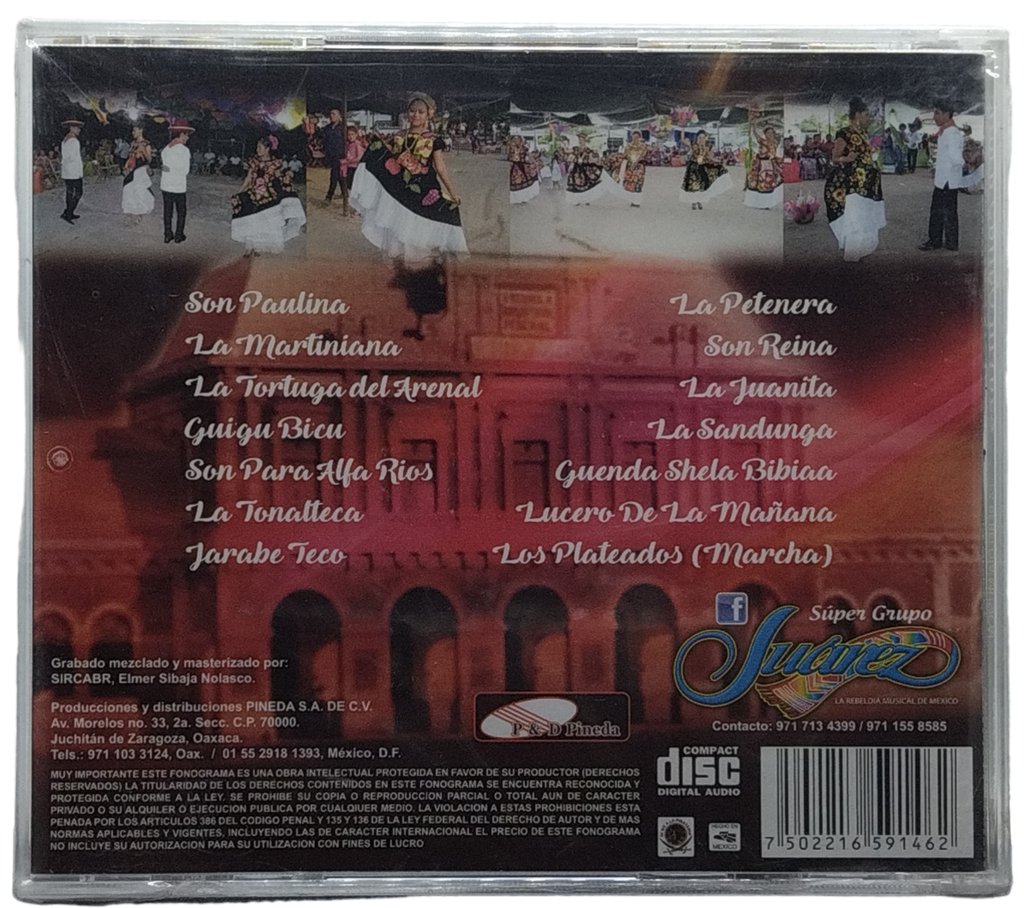 Son Paulina
La Martiniana
La Tortuga del Arenal
Guigu Bicu
Son Para Alfa Rios
La Tonalteca
Jarabe Teco
La Petenera
Son Reina
La Juanita
La Sandunga
Guenda Shela Bibiaa
Lucero De La Mañana
Los Plateados (Marcha)
f
Súper Grupo
Juárez
LA REBELDIA MUSICAL DE MEXICO
Contacto: 971 713 4399 / 971 155 8585
Grabado mezclado y masterizado por:
SIRCABR, Elmer Sibaja Nolasco.
Producciones y distribuciones PINEDA S.A. DE C.V.
Av. Morelos no. 33, 2a. Secc. C.P. 70000.
Juchitán de Zaragoza, Oaxaca.
Tels.: 971 103 3124, Oax. / 01 55 2918 1393, México, D.F.
P & D Pineda
MUY IMPORTANTE ESTE FONOGRAMA ES UNA OBRA INTELECTUAL PROTEGIDA EN FAVOR DE SU PRODUCTOR (DERECHOS
RESERVADOS) LA TITULARIDAD DE LOS DERECHOS CONTENIDOS EN ESTE FONOGRAMA SE ENCUENTRA RECONOCIDA Y
PROTEGIDA CONFORME A LA LEY. SE PROHIBE SU COPIA O REPRODUCCION PARCIAL O TOTAL AUN DE CARACTER
PRIVADO O SU ALQUILER O EJECUCION PUBLICA POR CUALQUIER MEDIO. LA VIOLACION A ESTAS PROHIBICIONES ESTA
PENADA POR LOS ARTICULOS 386 DEL CODIGO PENAL Y 135 Y 136 DE LA LEY FEDERAL DEL DERECHO DE AUTOR Y DE MAS
NORMAS APLICABLES Y VIGENTES, INCLUYENDO LAS DE CARACTER INTERNACIONAL EL PRECIO DE ESTE FONOGRAMA
NO INCLUYE SU AUTORIZACION PARA SU UTILIZACION CON FINES DE LUCRO
COMPACT
disc
DIGITAL AUDIO
HECHO EN
MEXICO
7 502216 591462